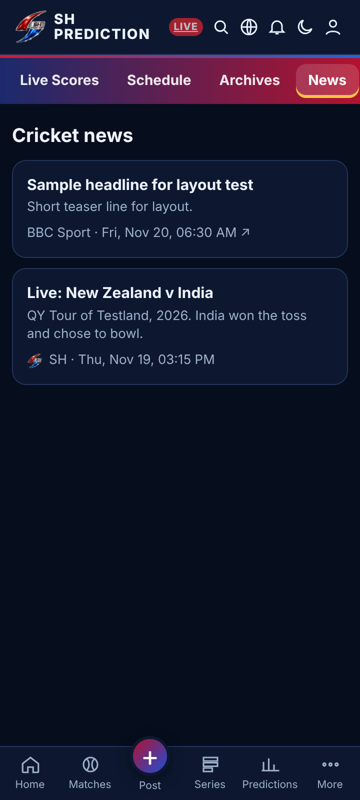 SH
PREDICTION
LIVE
Live Scores
Schedule
Archives
News
Cricket news
Sample headline for layout test
Short teaser line for layout.
BBC Sport · Fri, Nov 20, 06:30 AM ↗
Live: New Zealand v India
QY Tour of Testland, 2026. India won the toss
and chose to bowl.
SH · Thu, Nov 19, 03:15 PM
Home
Matches
Post
Series
Predictions
More